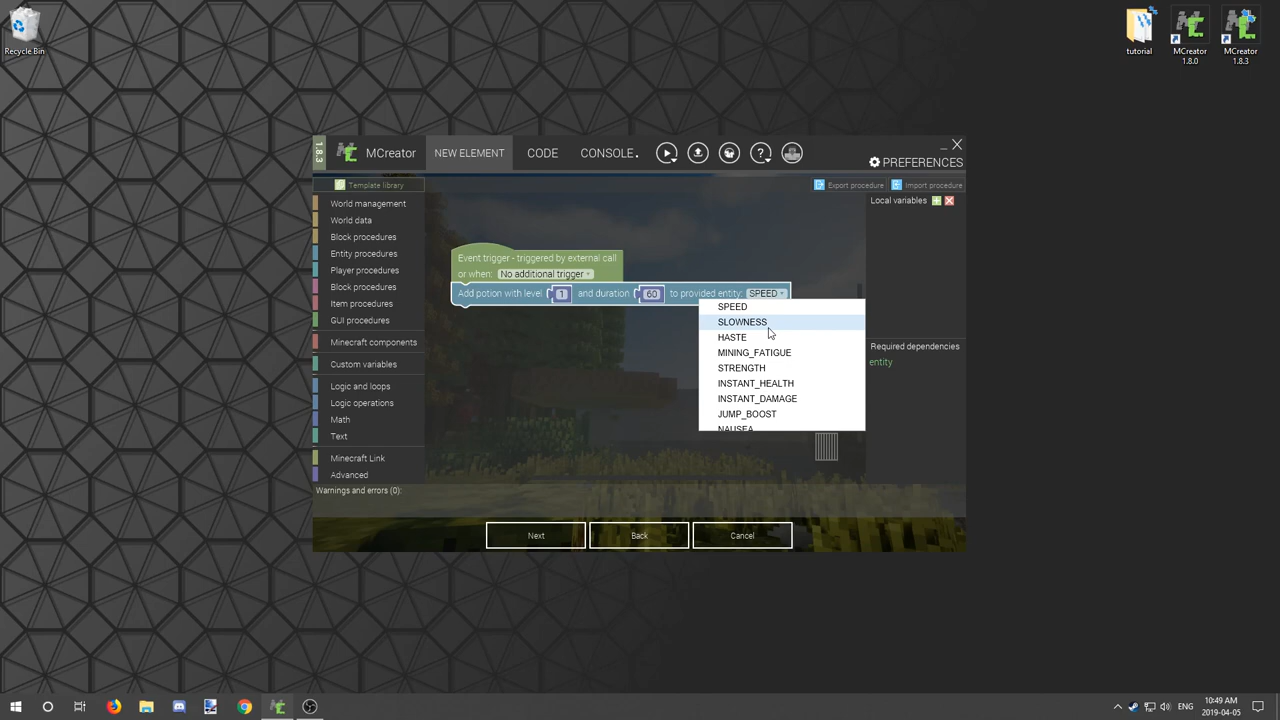 Recycle Bin
tutorial
MCreator
1.8.0
MCreator
1.8.3
1.8.3
MCreator
NEW ELEMENT
CODE
CONSOLE.
PREFERENCES
Template library
Export procedure
Import procedure
World management
World data
Block procedures
Entity procedures
Player procedures
Block procedures
Item procedures
GUI procedures
Minecraft components
Custom variables
Logic and loops
Logic operations
Math
Text
Minecraft Link
Advanced
Local variables
Event trigger - triggered by external call
or when: No additional trigger
Add potion with level 1 and duration 60 to provided entity: SPEED
SPEED
SLOWNESS
HASTE
MINING_FATIGUE
STRENGTH
INSTANT_HEALTH
INSTANT_DAMAGE
JUMP_BOOST
NAUSEA
Required dependencies
entity
Warnings and errors (0):
Next
Back
Cancel
ENG
10:49 AM
2019-04-05